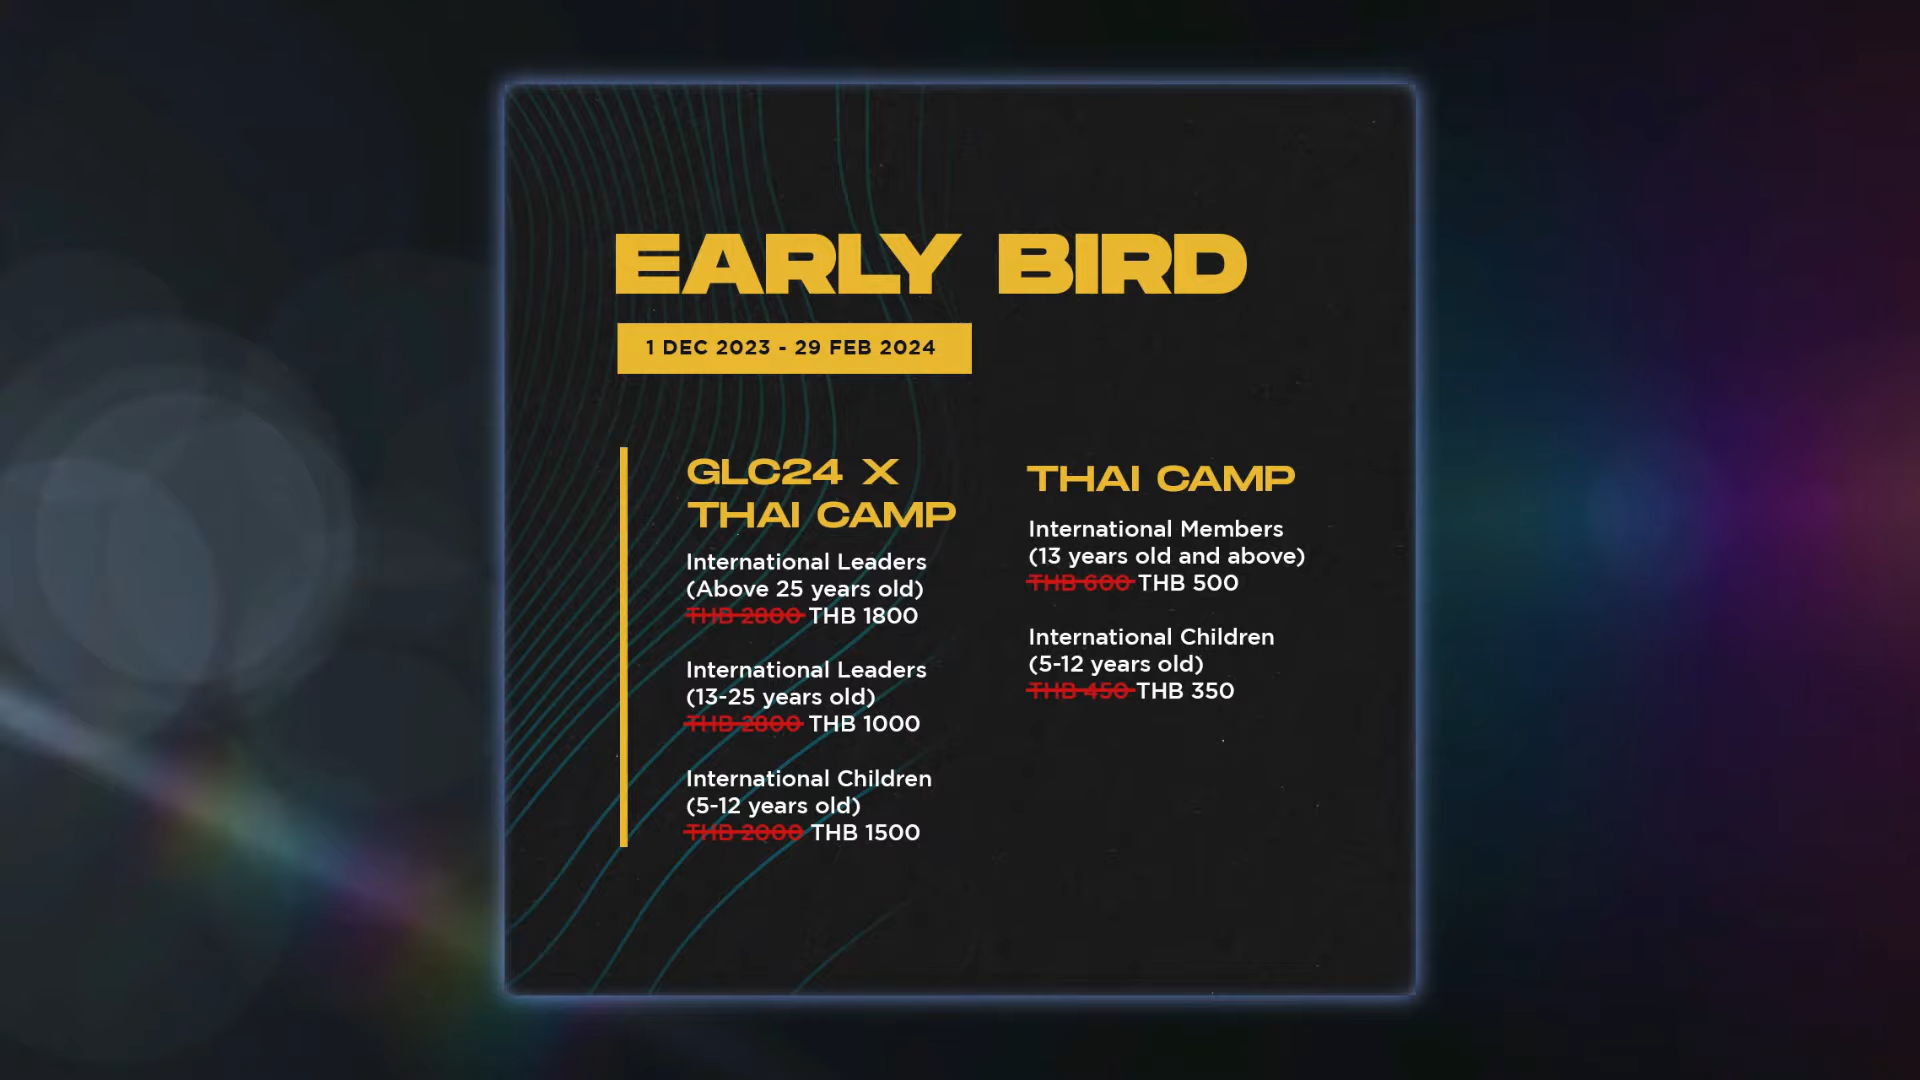 EARLY BIRD
1 DEC 2023 - 29 FEB 2024
GLC24 X
THAI CAMP
International Leaders
(Above 25 years old)
THB 2800 THB 1800
International Leaders
(13-25 years old)
THB 2800 THB 1000
International Children
(5-12 years old)
THB 2000 THB 1500
THAI CAMP
International Members
(13 years old and above)
THB 600 THB 500
International Children
(5-12 years old)
THB 450 THB 350